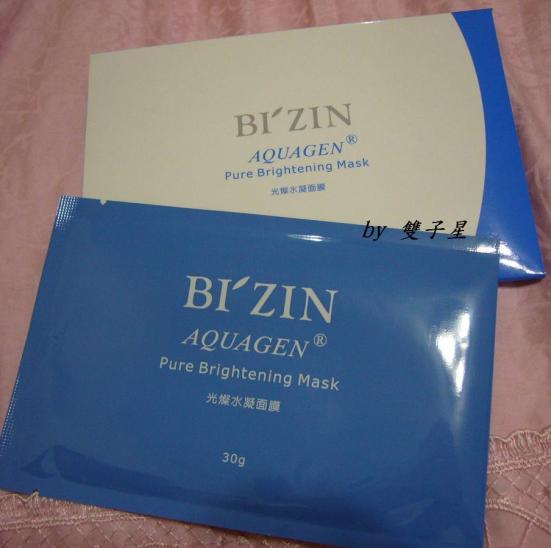 BI'ZIN
AQUAGEN®
Pure Brightening Mask
光燦水凝面膜
by 雙子星
BI'ZIN
AQUAGEN®
Pure Brightening Mask
光燦水凝面膜
30g